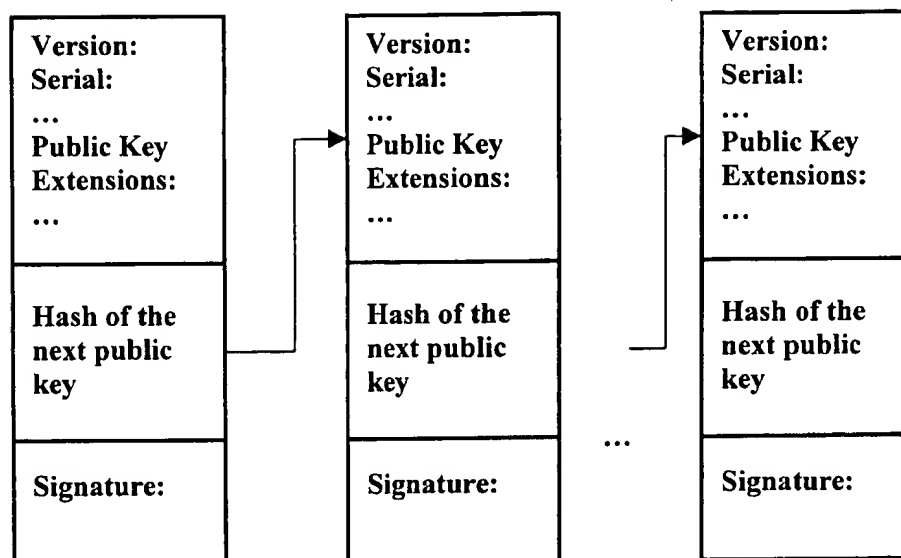 Version:
Serial:
...
Public Key
Extensions:
...
Hash of the
next public
key
Signature:
Version:
Serial:
...
Public Key
Extensions:
...
Hash of the
next public
key
Signature:
...
Version:
Serial:
...
Public Key
Extensions:
...
Hash of the
next public
key
Signature: